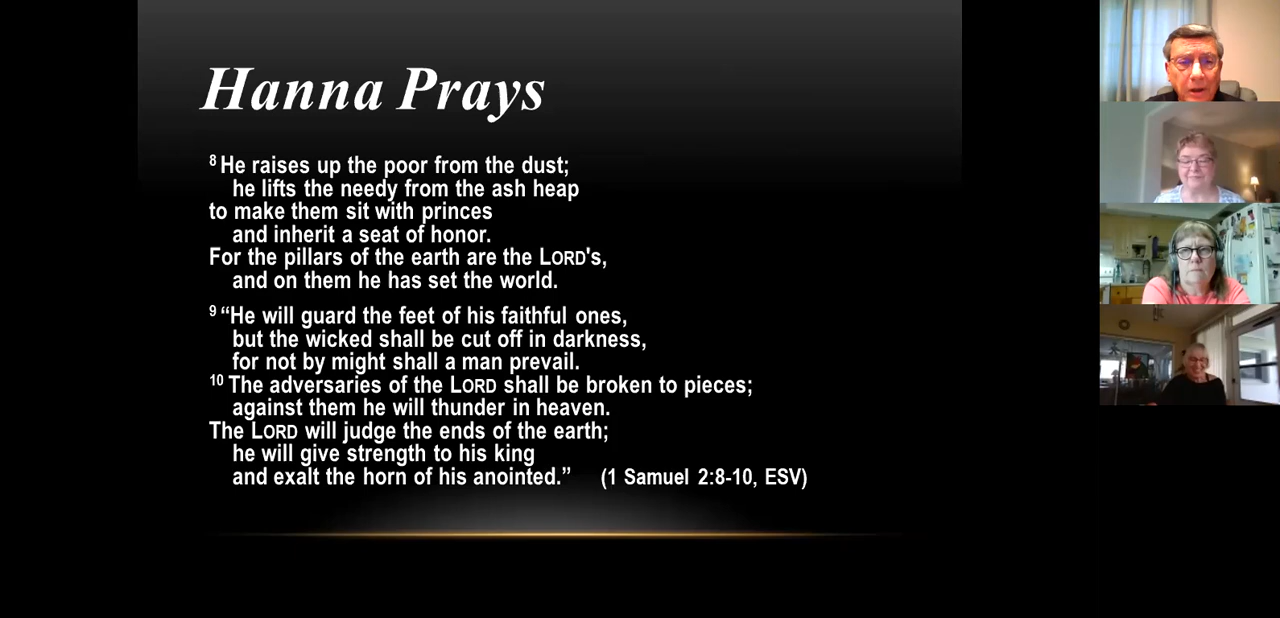 Hanna Prays
8 He raises up the poor from the dust;
he lifts the needy from the ash heap
to make them sit with princes
and inherit a seat of honor.
For the pillars of the earth are the LORD's,
and on them he has set the world.
9 “He will guard the feet of his faithful ones,
but the wicked shall be cut off in darkness,
for not by might shall a man prevail.
10 The adversaries of the LORD shall be broken to pieces;
against them he will thunder in heaven.
The LORD will judge the ends of the earth;
he will give strength to his king
and exalt the horn of his anointed.” (1 Samuel 2:8-10, ESV)